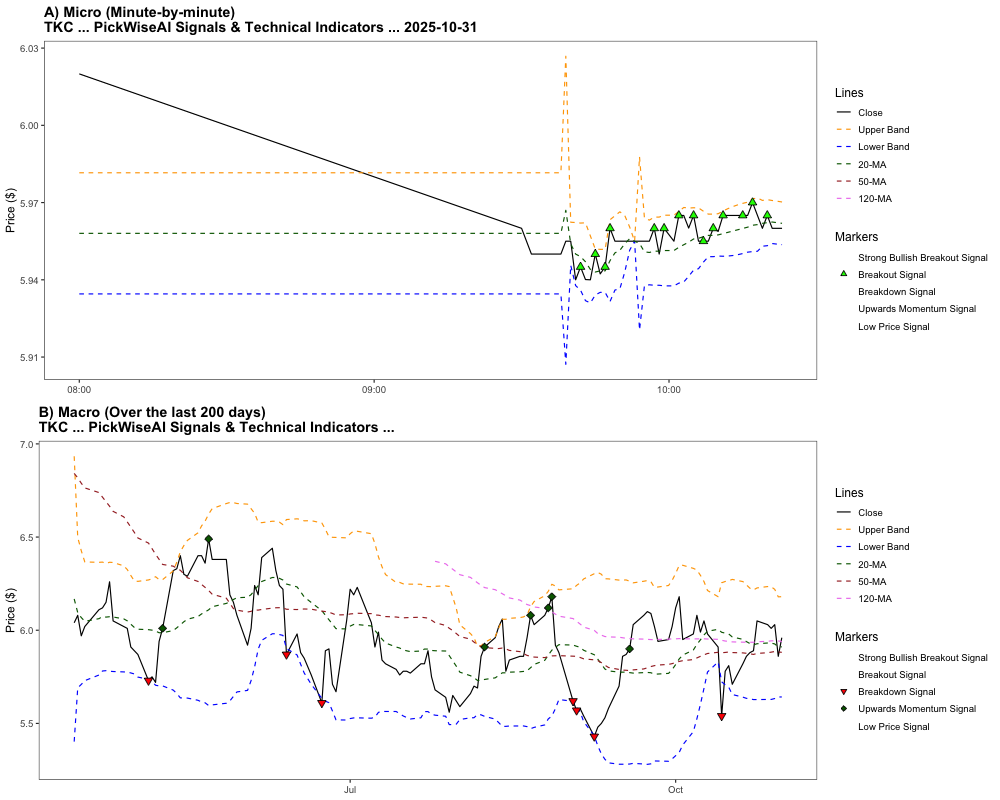 A) Micro (Minute-by-minute)
TKC ... PickWiseAI Signals & Technical Indicators ... 2025-10-31
Price ($)
6.03
6.00
5.97
5.94
5.91
08:00
09:00
10:00
Lines
Close
Upper Band
Lower Band
20-MA
50-MA
120-MA
Markers
Strong Bullish Breakout Signal
Breakout Signal
Breakdown Signal
Upwards Momentum Signal
Low Price Signal
B) Macro (Over the last 200 days)
TKC ... PickWiseAI Signals & Technical Indicators ...
Price ($)
7.0
6.5
6.0
5.5
Jul
Oct
Lines
Close
Upper Band
Lower Band
20-MA
50-MA
120-MA
Markers
Strong Bullish Breakout Signal
Breakout Signal
Breakdown Signal
Upwards Momentum Signal
Low Price Signal